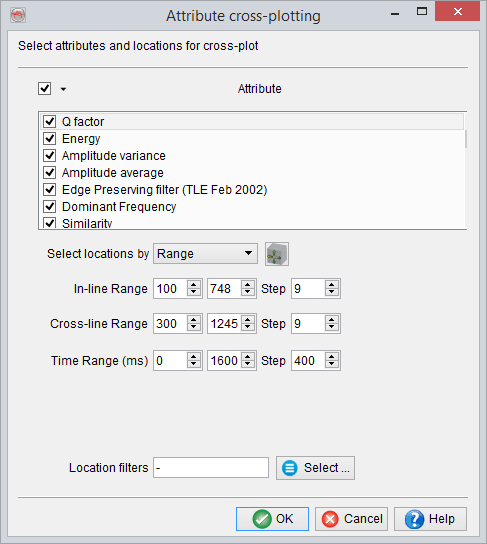 Attribute cross-plotting
Select attributes and locations for cross-plot
Attribute
Q factor
Energy
Amplitude variance
Amplitude average
Edge Preserving filter (TLE Feb 2002)
Dominant Frequency
Similarity
Select locations by Range
In-line Range 100 748 Step 9
Cross-line Range 300 1245 Step 9
Time Range (ms) 0 1600 Step 400
Location filters - Select ...
OK Cancel Help